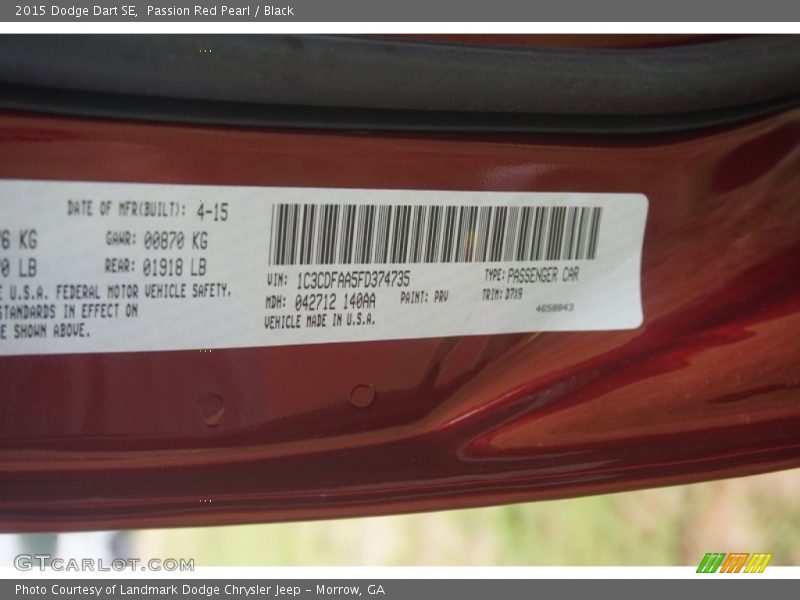 2015 Dodge Dart SE,  Passion Red Pearl / Black
DATE OF MFR(BUILT): 4-15
KG GAWR: 00870 KG
LB REAR: 01918 LB
U.S.A. FEDERAL MOTOR VEHICLE SAFETY,
STANDARDS IN EFFECT ON
SHOWN ABOVE.
VIN: 1C3CDFAA5FD374735 TYPE: PASSENGER CAR
MDH: 042712 140AA PAINT: PRV TRIM: D7X9
VEHICLE MADE IN U.S.A. 4658843
GTCARLOT.COM
Photo Courtesy of Landmark Dodge Chrysler Jeep – Morrow, GA